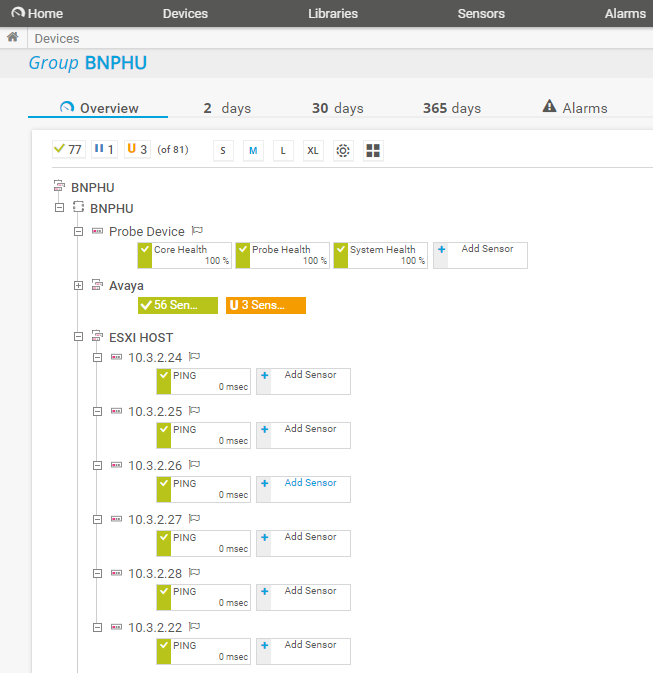 Home Devices Libraries Sensors Alarms
Devices
Group BNPHU
Overview 2 days 30 days 365 days Alarms
77 1 U 3 (of 81) S M L XL
BNPHU
BNPHU
Probe Device
Core Health Probe Health System Health + Add Sensor
100 % 100 % 100 %
Avaya
56 Sen... U 3 Sens...
ESXI HOST
10.3.2.24
PING + Add Sensor
0 msec
10.3.2.25
PING + Add Sensor
0 msec
10.3.2.26
PING + Add Sensor
0 msec
10.3.2.27
PING + Add Sensor
0 msec
10.3.2.28
PING + Add Sensor
0 msec
10.3.2.22
PING + Add Sensor
0 msec